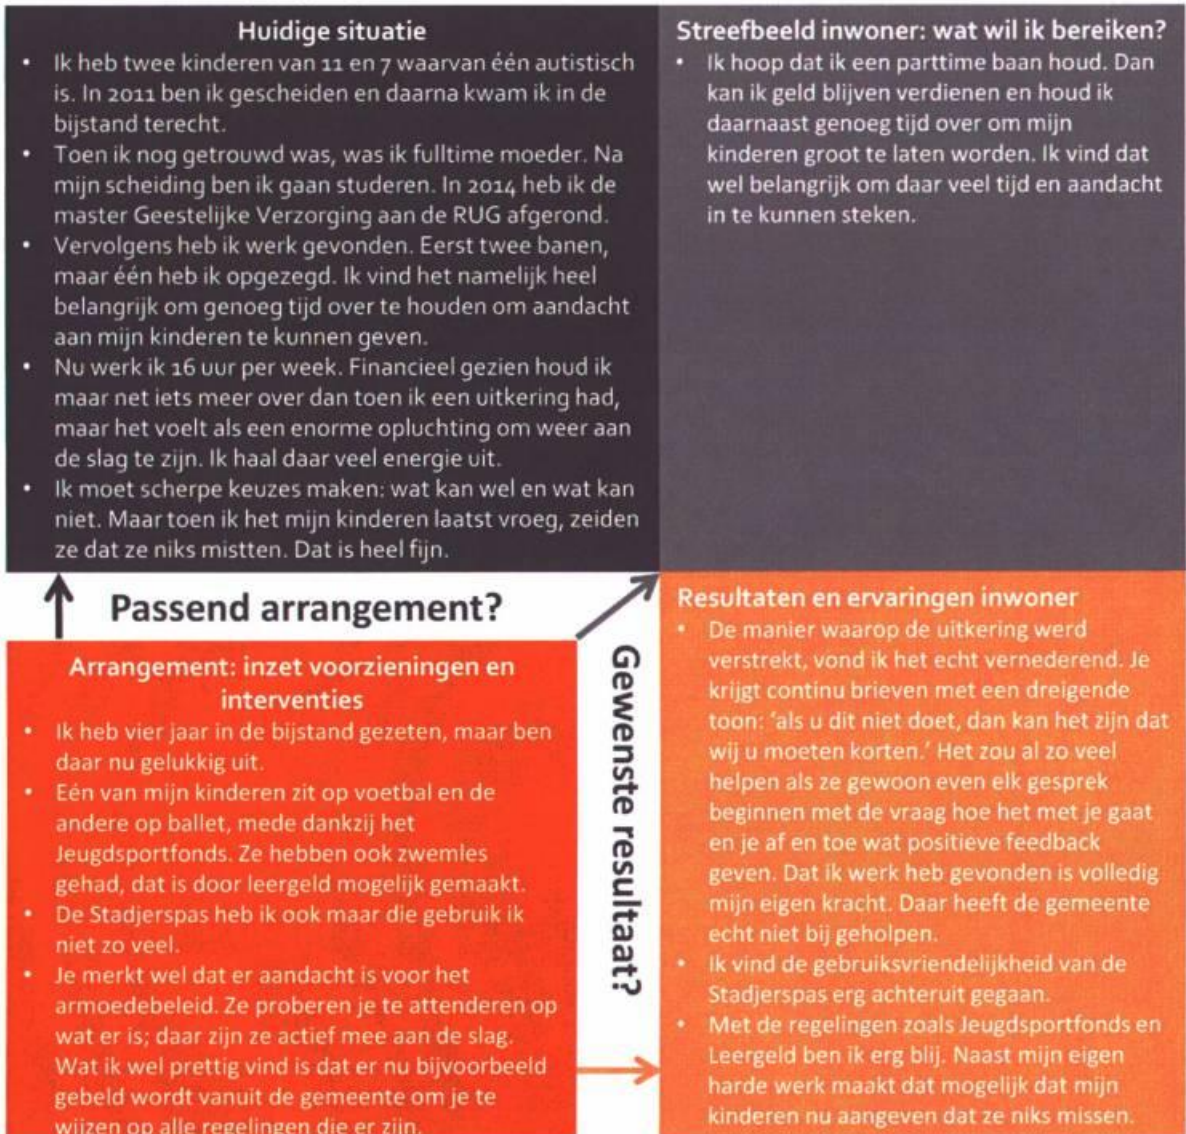 Huidige situatie
• Ik heb twee kinderen van 11 en 7 waarvan één autistisch
is. In 2011 ben ik gescheiden en daarna kwam ik in de
bijstand terecht.
• Toen ik nog getrouwd was, was ik fulltime moeder. Na
mijn scheiding ben ik gaan studeren. In 2014 heb ik de
master Geestelijke Verzorging aan de RUG afgerond.
• Vervolgens heb ik werk gevonden. Eerst twee banen,
maar één heb ik opgezegd. Ik vind het namelijk heel
belangrijk om genoeg tijd over te houden om aandacht
aan mijn kinderen te kunnen geven.
• Nu werk ik 16 uur per week. Financieel gezien houd ik
maar net iets meer over dan toen ik een uitkering had,
maar het voelt als een enorme opluchting om weer aan
de slag te zijn. Ik haal daar veel energie uit.
• Ik moet scherpe keuzes maken: wat kan wel en wat kan
niet. Maar toen ik het mijn kinderen laatst vroeg, zeiden
ze dat ze niks mistten. Dat is heel fijn.
Streefbeeld inwoner: wat wil ik bereiken?
• Ik hoop dat ik een parttime baan houd. Dan
kan ik geld blijven verdienen en houd ik
daarnaast genoeg tijd over om mijn
kinderen groot te laten worden. Ik vind dat
wel belangrijk om daar veel tijd en aandacht
in te kunnen steken.
Passend arrangement?
Arrangement: inzet voorzieningen en
interventies
• Ik heb vier jaar in de bijstand gezeten, maar ben
daar nu gelukkig uit.
• Eén van mijn kinderen zit op voetbal en de
andere op ballet, mede dankzij het
Jeugdsportfonds. Ze hebben ook zwemles
gehad, dat is door leergeld mogelijk gemaakt.
• De Stadjerspas heb ik ook maar die gebruik ik
niet zo veel.
• Je merkt wel dat er aandacht is voor het
armoedebeleid. Ze proberen je te attenderen op
wat er is; daar zijn ze actief mee aan de slag.
Wat ik wel prettig vind is dat er nu bijvoorbeeld
gebeld wordt vanuit de gemeente om je te
wijzen op alle regelingen die er zijn.
Gewenste resultaat?
Resultaten en ervaringen inwoner
• De manier waarop de uitkering werd
verstrekt, vond ik het echt vernederend. Je
krijgt continu brieven met een dreigende
toon: ‘als u dit niet doet, dan kan het zijn dat
wij u moeten korten.’ Het zou al zo veel
helpen als ze gewoon even elk gesprek
beginnen met de vraag hoe het met je gaat
en je af en toe wat positieve feedback
geven. Dat ik werk heb gevonden is volledig
mijn eigen kracht. Daar heeft de gemeente
echt niet bij geholpen.
• Ik vind de gebruiksvriendelijkheid van de
Stadjerspas erg achteruit gegaan.
• Met de regelingen zoals Jeugdsportfonds en
Leergeld ben ik erg blij. Naast mijn eigen
harde werk maakt dat mogelijk dat mijn
kinderen nu aangeven dat ze niks missen.